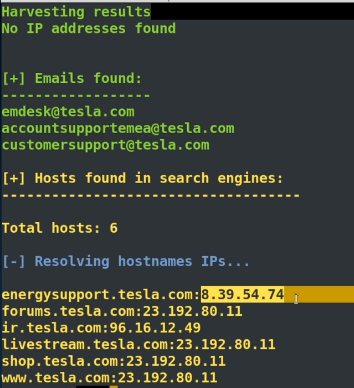 Harvesting results
No IP addresses found
[+] Emails found:
------------------
emdesk@tesla.com
accountsupportemea@tesla.com
customersupport@tesla.com
[+] Hosts found in search engines:
------------------------------------
Total hosts: 6
[-] Resolving hostnames IPs...
energysupport.tesla.com:8.39.54.74
forums.tesla.com:23.192.80.11
ir.tesla.com:96.16.12.49
livestream.tesla.com:23.192.80.11
shop.tesla.com:23.192.80.11
www.tesla.com:23.192.80.11